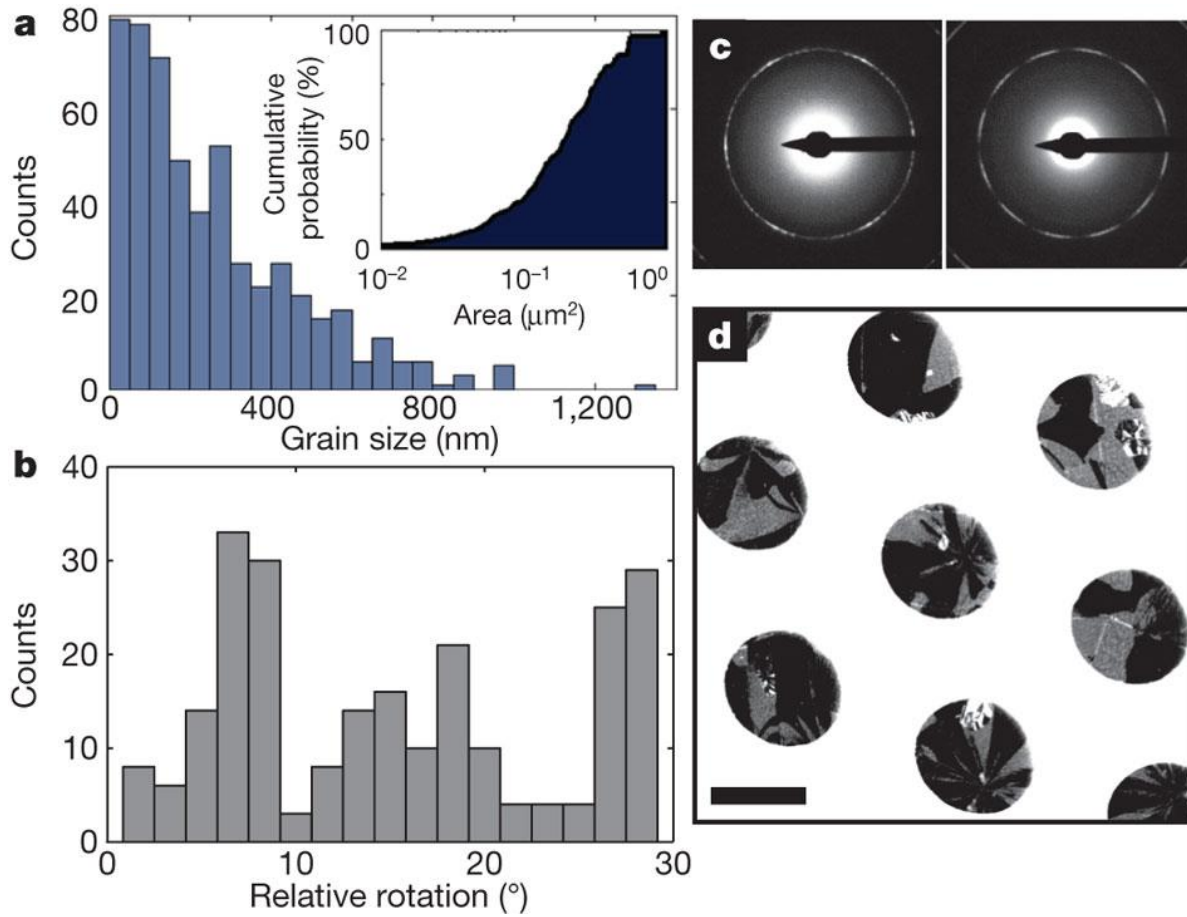 a
80
60
40
20
0
Counts
0
400
800
1,200
Grain size (nm)
100
50
0
Cumulative
probability (%)
10⁻²
10⁻¹
10⁰
Area (μm²)
b
40
30
20
10
0
Counts
0
10
20
30
Relative rotation (°)
c
d